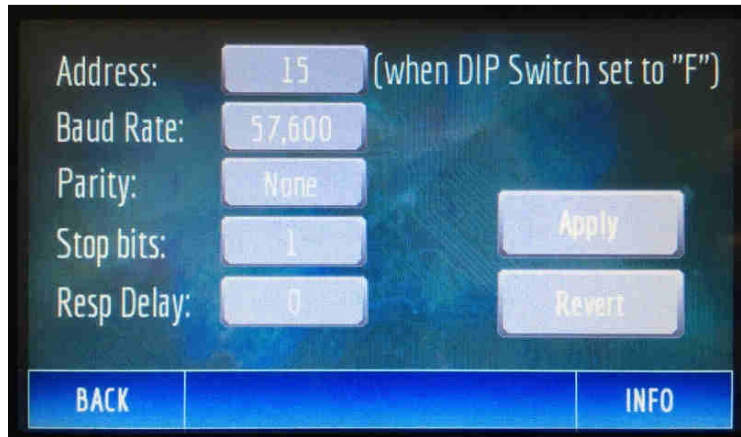 Address: 15 (when DIP Switch set to "F")
Baud Rate: 57,600
Parity: None
Stop bits: 1
Apply
Resp Delay: 0
Revert
BACK INFO